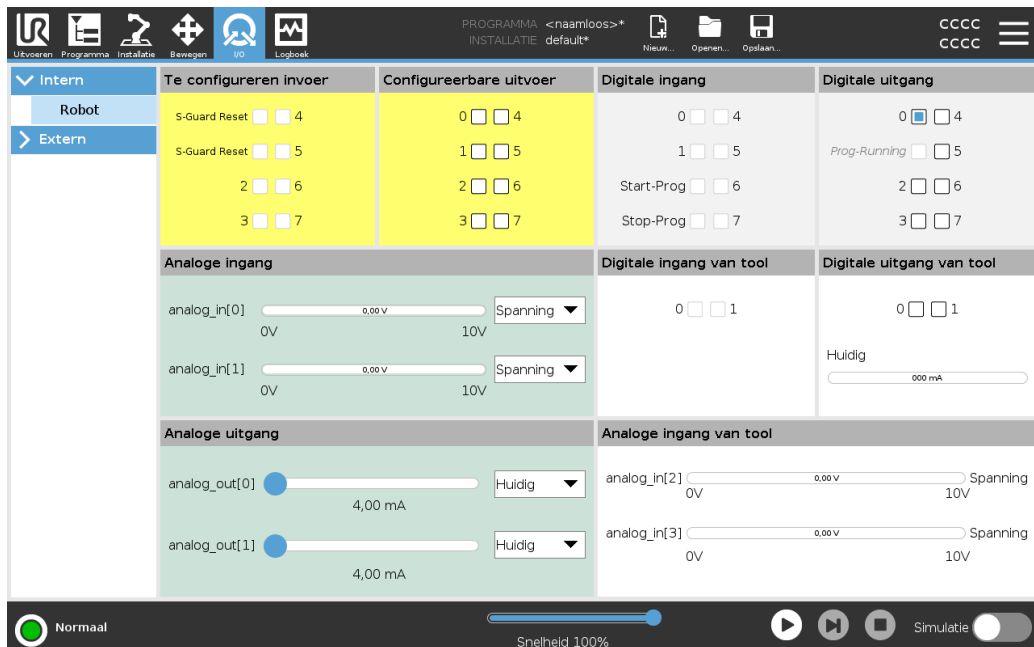 PROGRAMMA <naamloos>*
INSTALLATIE default*
UR
Uitvoeren Programma Installatie Bewegen I/O Logboek
Nieuw... Openen... Opslaan...
CCCC
CCCC
Intern
Robot
Extern
Te configureren invoer
S-Guard Reset 4
S-Guard Reset 5
2 6
3 7
Configureerbare uitvoer
0 4
1 5
2 6
3 7
Digitale ingang
0 4
1 5
Start-Prog 6
Stop-Prog 7
Digitale uitgang
0 4
Prog-Running 5
2 6
3 7
Analoge ingang
analog_in[0] 0,00 V Spanning
0V 10V
analog_in[1] 0,00 V Spanning
0V 10V
Digitale ingang van tool
0 1
Digitale uitgang van tool
0 1
Huidig
000 mA
Analoge uitgang
analog_out[0] Huidig
4,00 mA
analog_out[1] Huidig
4,00 mA
Analoge ingang van tool
analog_in[2] 0,00 V Spanning
0V 10V
analog_in[3] 0,00 V Spanning
0V 10V
Normaal
Snelheid 100%
Simulatie